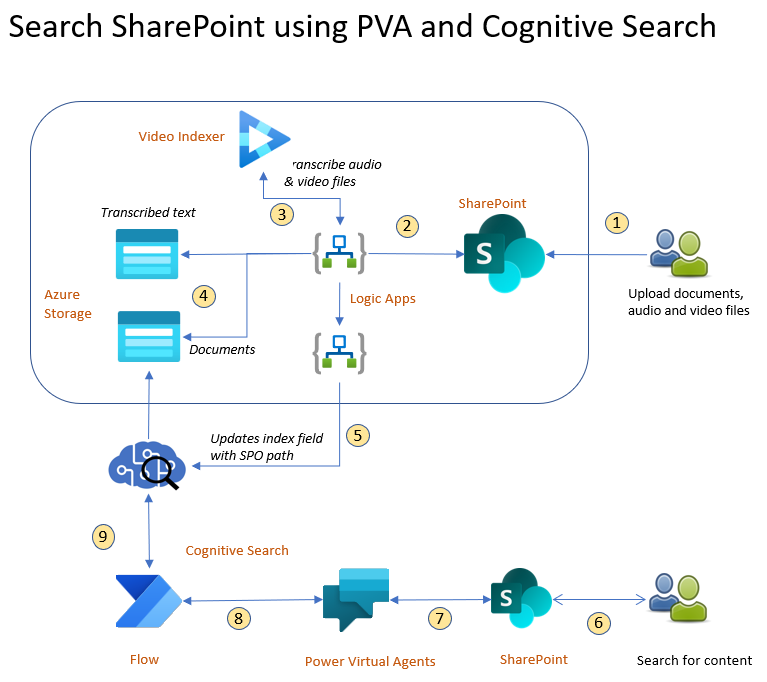 Search SharePoint using PVA and Cognitive Search
Video Indexer
ranscribe audio
& video files
Transcribed text
3
2
SharePoint
1
S
Upload documents,
audio and video files
Azure
Storage
4
Logic Apps
Documents
Updates index field
with SPO path
5
9
Cognitive Search
S
8
7
6
Flow
Power Virtual Agents
SharePoint
Search for content